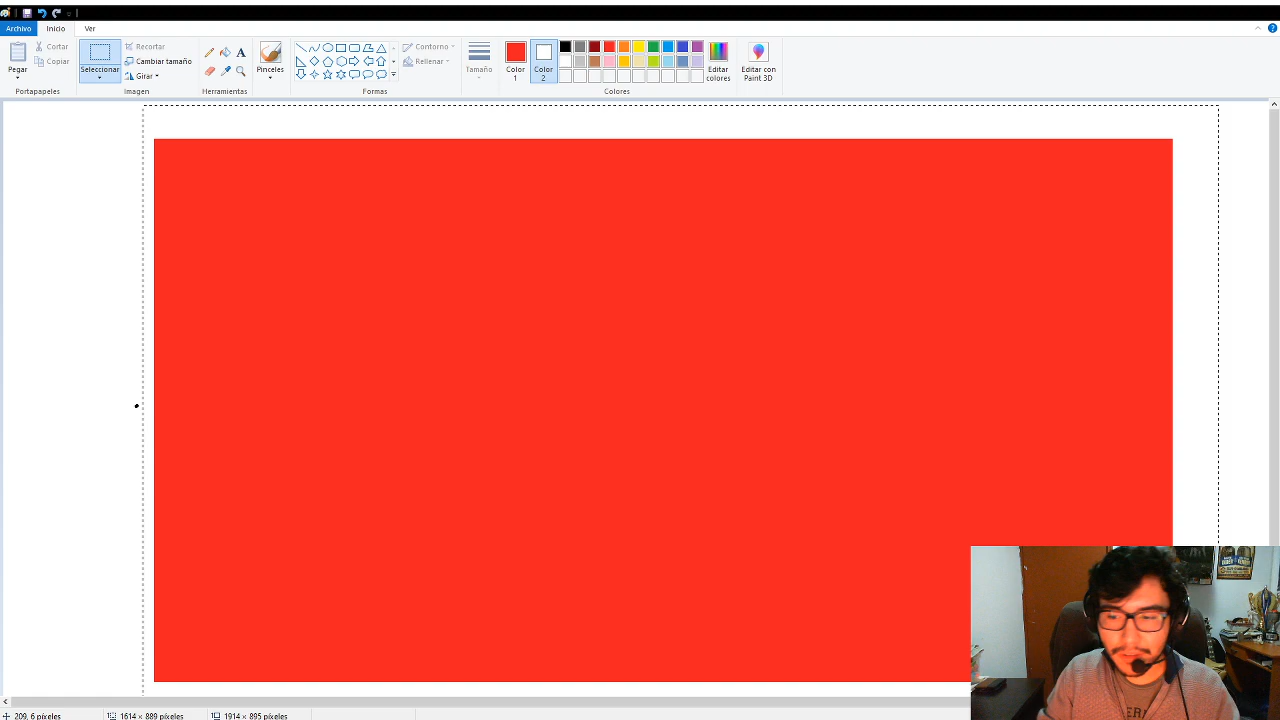 Archivo Inicio Ver
Pegar
Cortar
Copiar
Portapapeles
Seleccionar
Recortar
Cambiar tamaño
Girar
Imagen
A
Herramientas
Pinceles
Contorno
Rellenar
Formas
Tamaño
Color
1
Color
2
Editar
colores
Colores
Editar con
Paint 3D
209, 6 píxeles
1614 × 889 píxeles
1914 × 895 píxeles